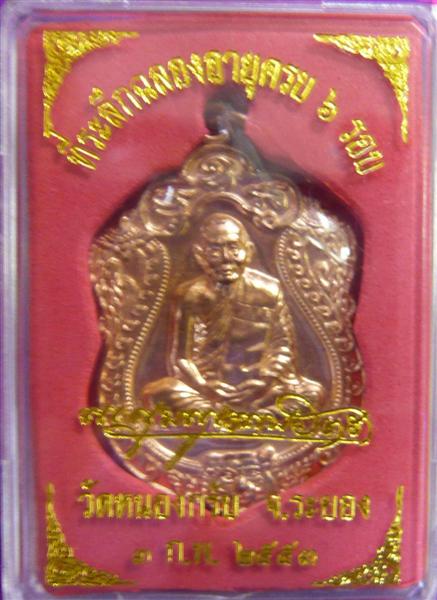 ที่ระลึกฉลองอายุครบ ๖ รอบ
วัดหนองกรับ จ.ระยอง
๓ ก.พ. ๒๕๕๓